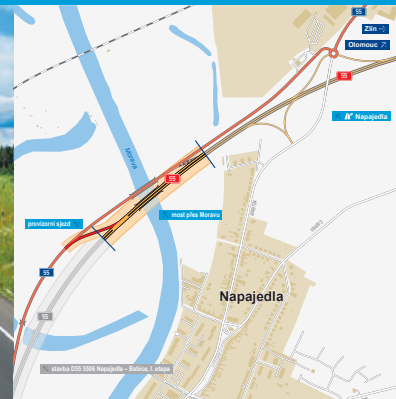 55
Zlín
Olomouc
55
Napajedla
Morava
55
most přes Moravu
provizorní sjezd
55
55
Napajedla
stavba D55 5506 Napajedla – Babice, I. etapa